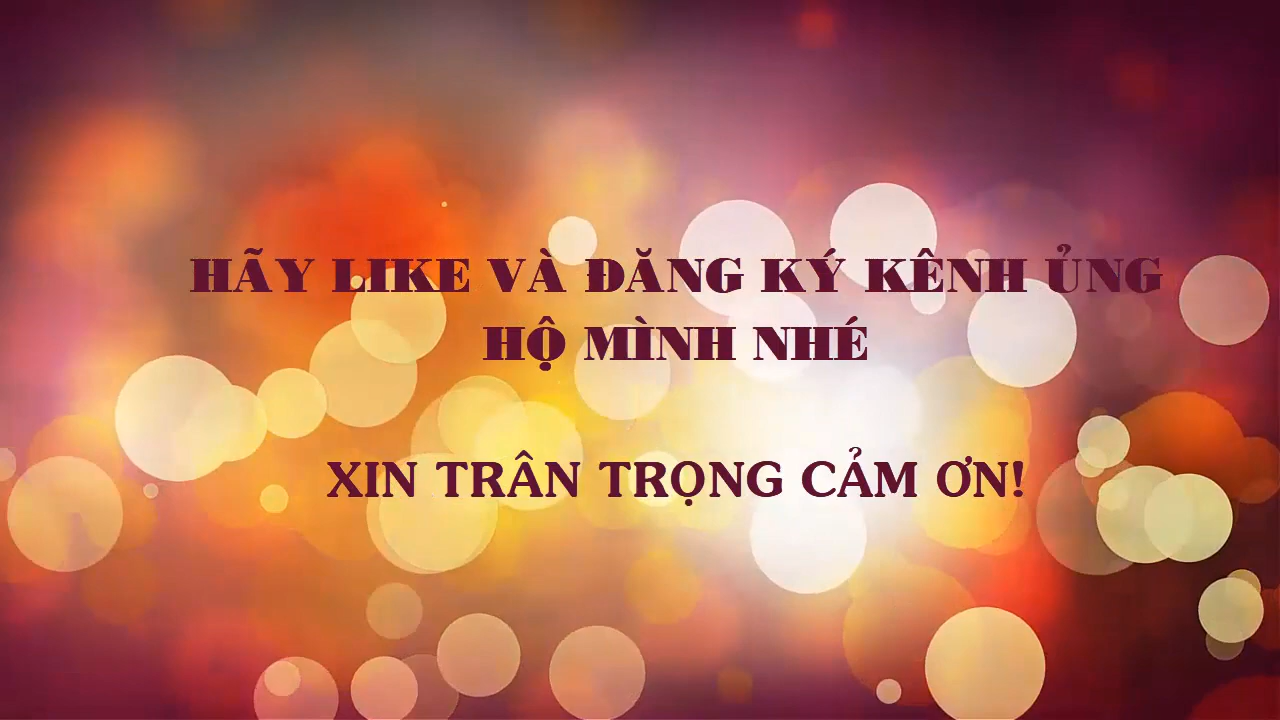 HÃY LIKE VÀ ĐĂNG KÝ KÊNH ỦNG
HỘ MÌNH NHÉ
XIN TRÂN TRỌNG CẢM ƠN!